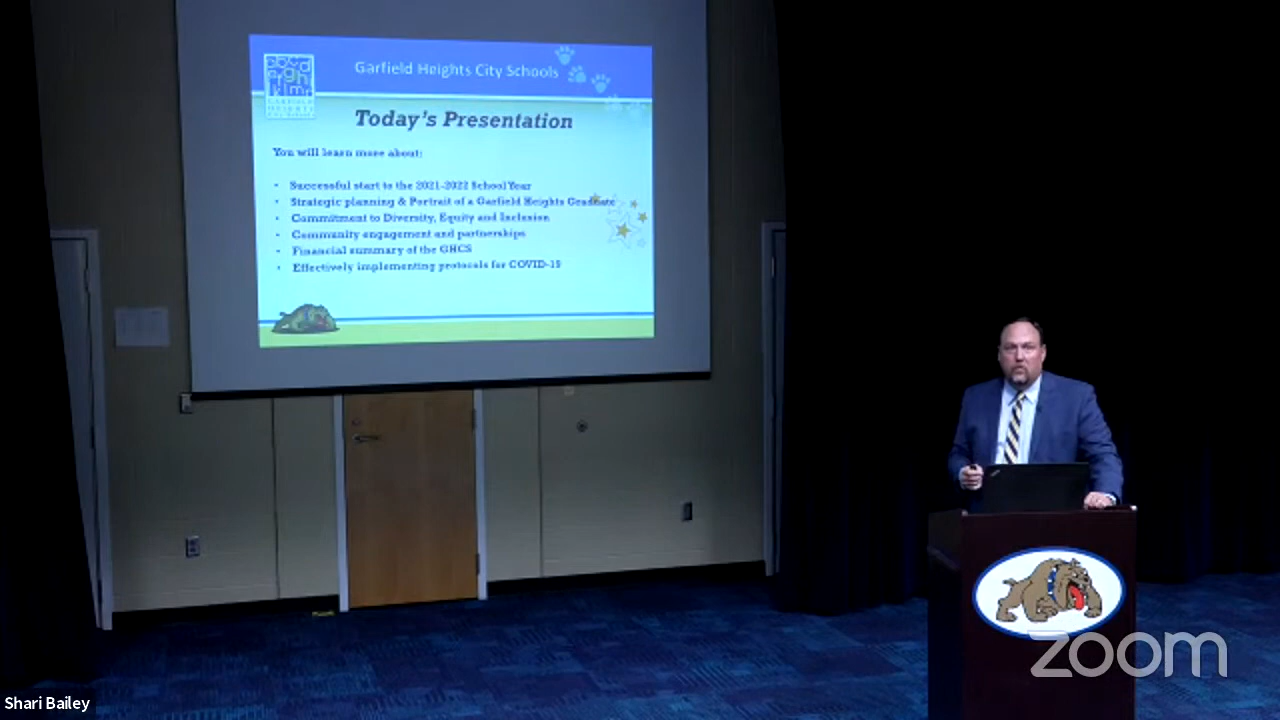 Garfield Heights City Schools
Today's Presentation
You will learn more about:
• Successful start to the 2021-2022 School Year
• Strategic planning & Portrait of a Garfield Heights Graduate
• Commitment to Diversity, Equity and Inclusion
• Community engagement and partnerships
• Financial summary of the GHCS
• Effectively implementing protocols for COVID-19
zoom
Shari Bailey